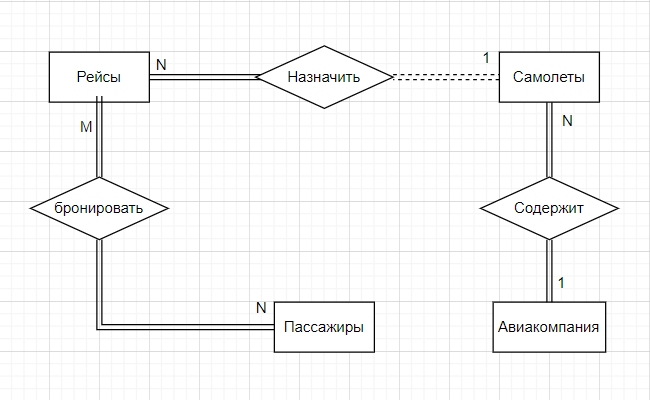 Рейсы
N
Назначить
1
Самолеты
M
N
бронировать
Содержит
N
1
Пассажиры
Авиакомпания